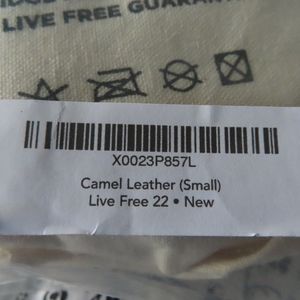 LIVE FREE GUARAN
X0023P857L
Camel Leather (Small)
Live Free 22 • New